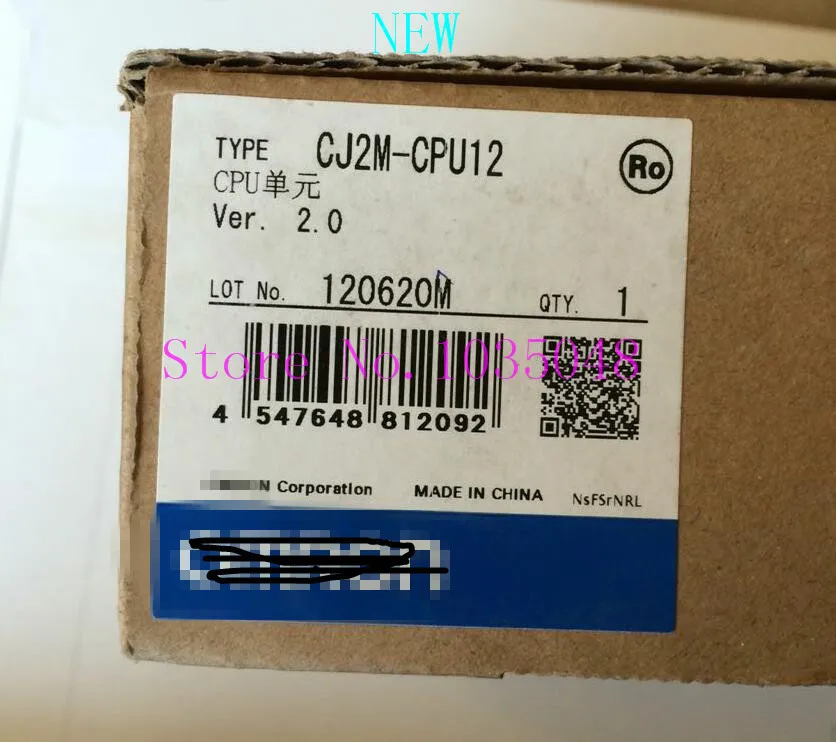 NEW
TYPE CJ2M-CPU12
Ro
CPU单元
Ver. 2.0
LOT No. 120620M QTY. 1
Store No. 1035048
4 547648 812092
Corporation MADE IN CHINA NsFSrNRL